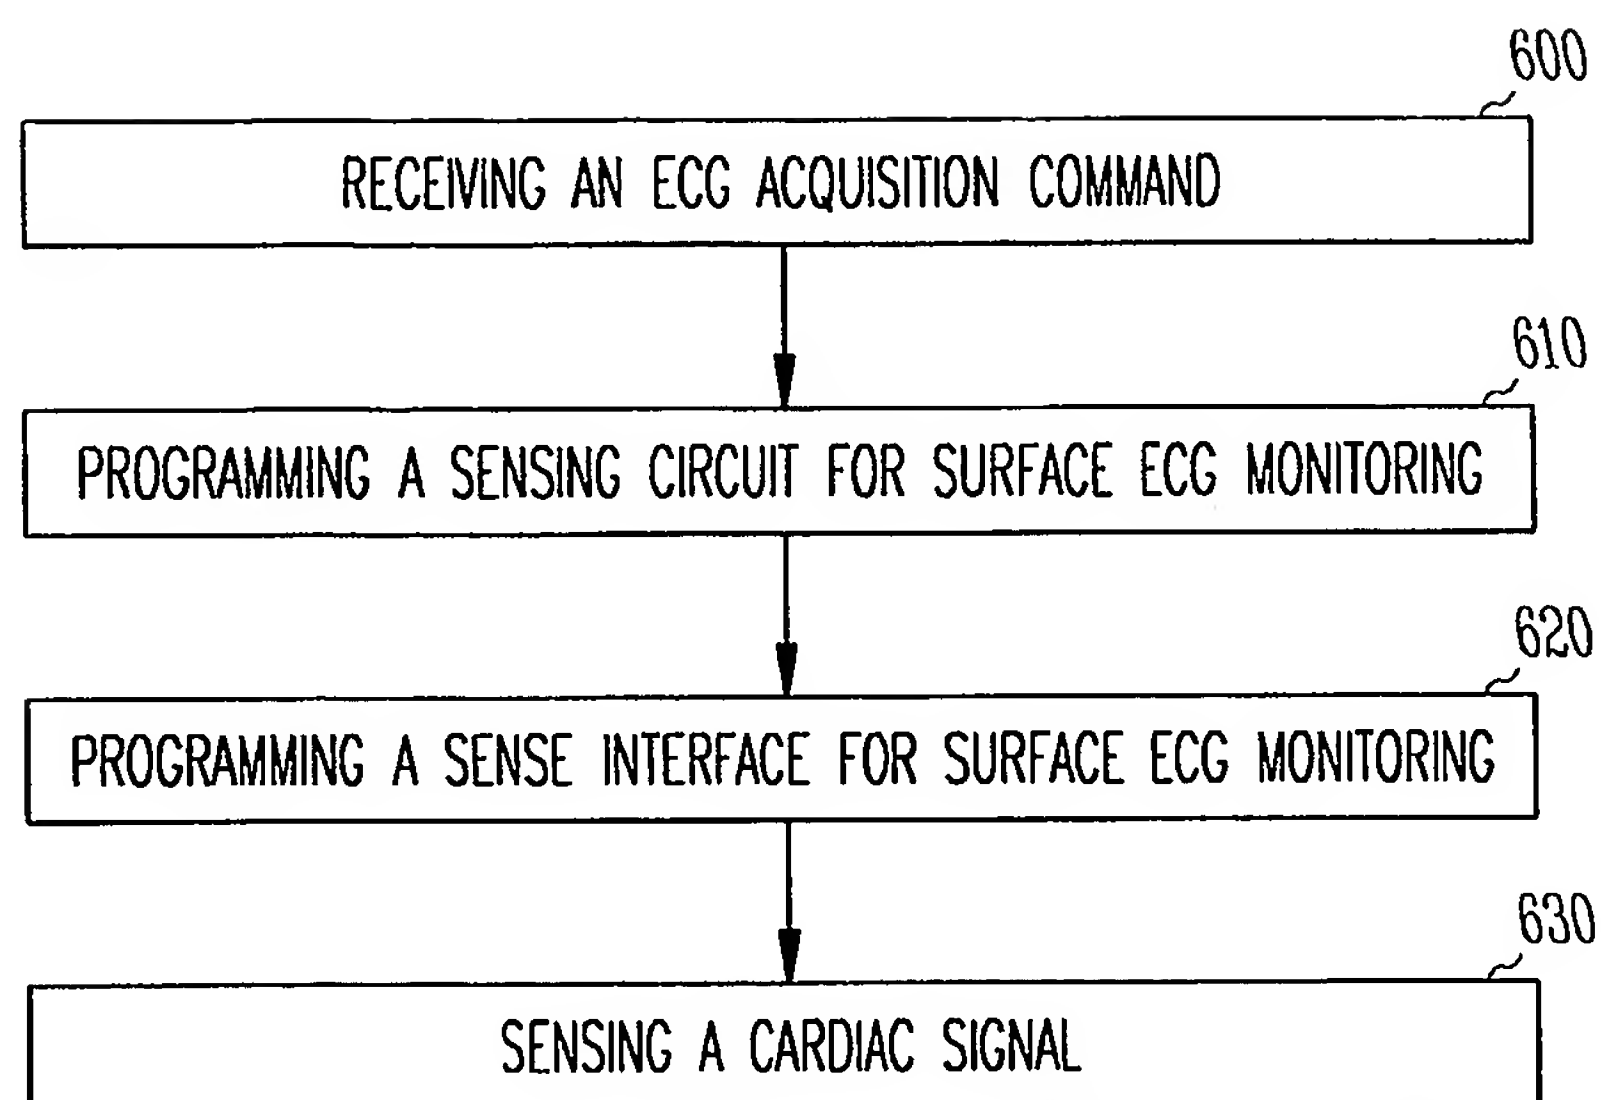 600
RECEIVING AN ECG ACQUISITION COMMAND
610
PROGRAMMING A SENSING CIRCUIT FOR SURFACE ECG MONITORING
620
PROGRAMMING A SENSE INTERFACE FOR SURFACE ECG MONITORING
630
SENSING A CARDIAC SIGNAL